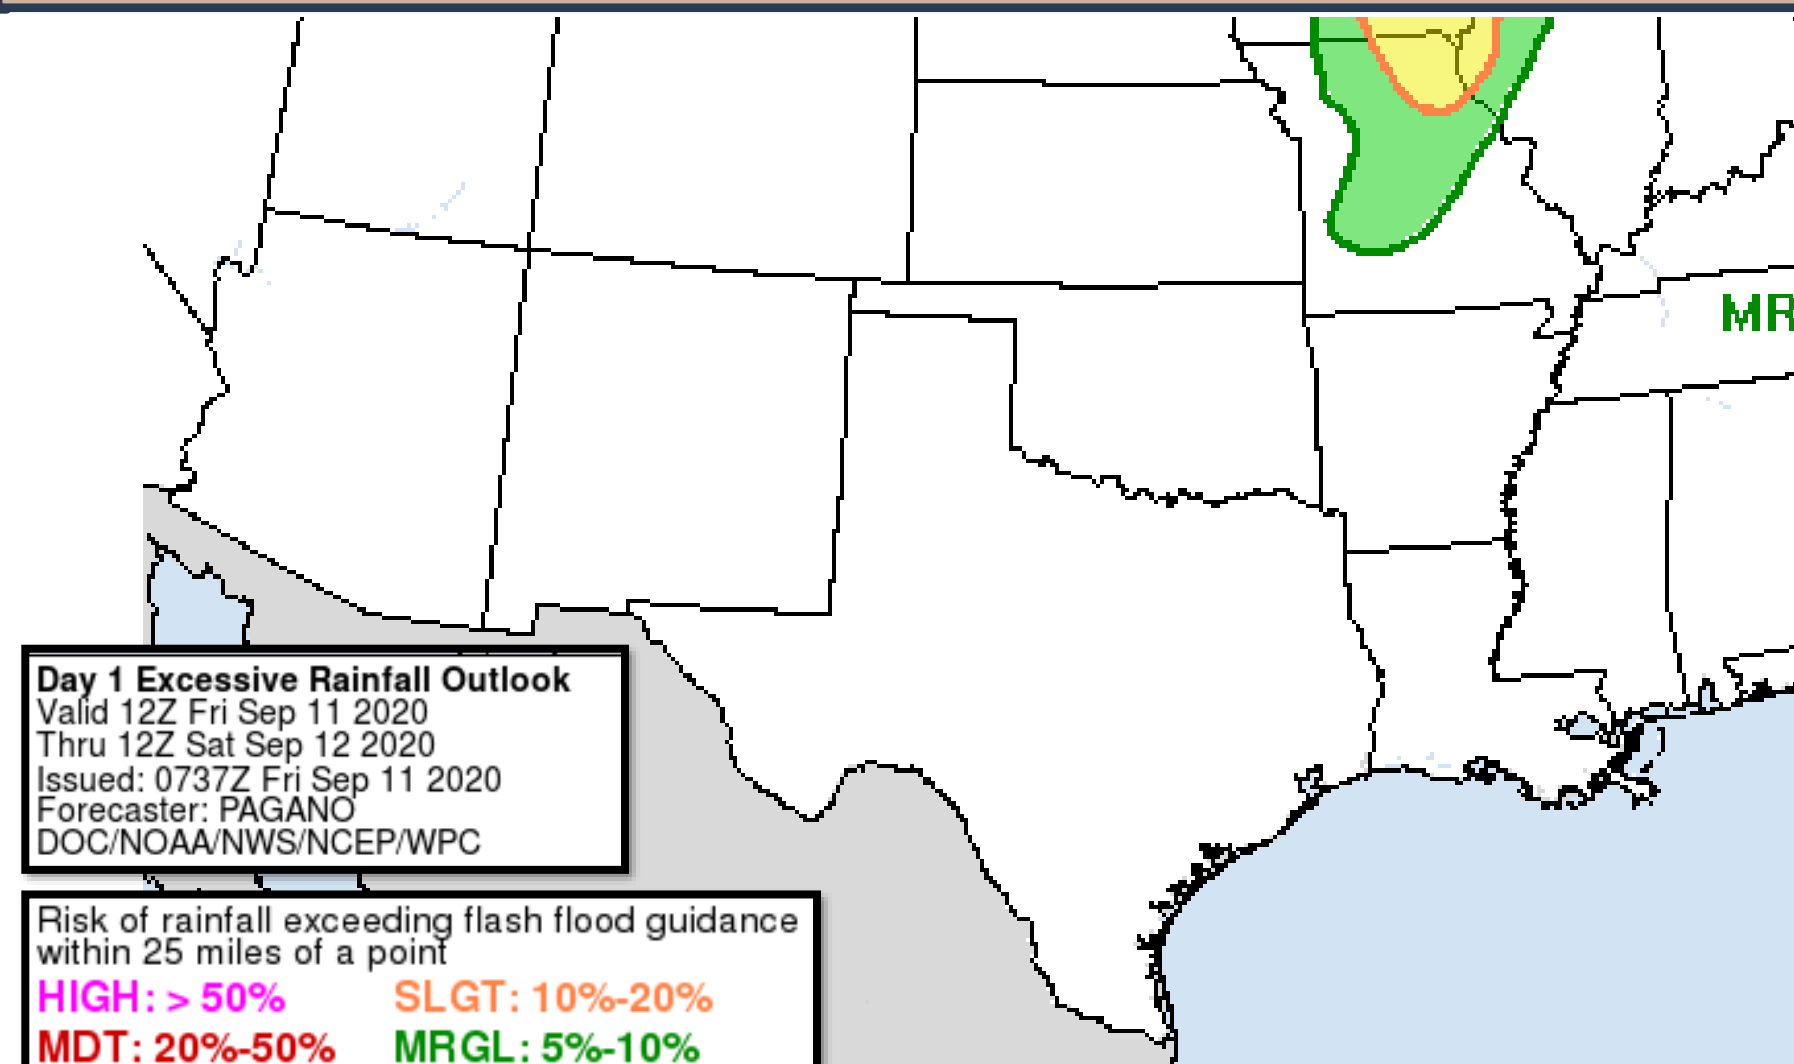 MR
Day 1 Excessive Rainfall Outlook
Valid 12Z Fri Sep 11 2020
Thru 12Z Sat Sep 12 2020
Issued: 0737Z Fri Sep 11 2020
Forecaster: PAGANO
DOC/NOAA/NWS/NCEP/WPC
Risk of rainfall exceeding flash flood guidance
within 25 miles of a point
HIGH: > 50% SLGT: 10%-20%
MDT: 20%-50% MRGL: 5%-10%